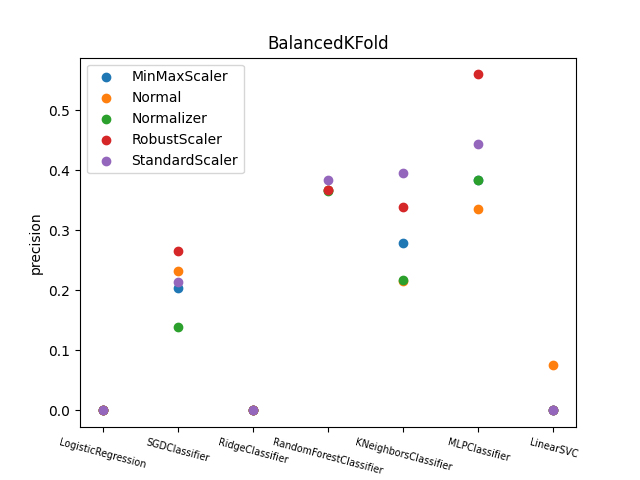 BalancedKFold
MinMaxScaler
Normal
Normalizer
RobustScaler
StandardScaler
precision
0.5
0.4
0.3
0.2
0.1
0.0
LogisticRegression
SGDClassifier
RidgeClassifier
RandomForestClassifier
KNeighborsClassifier
MLPClassifier
LinearSVC